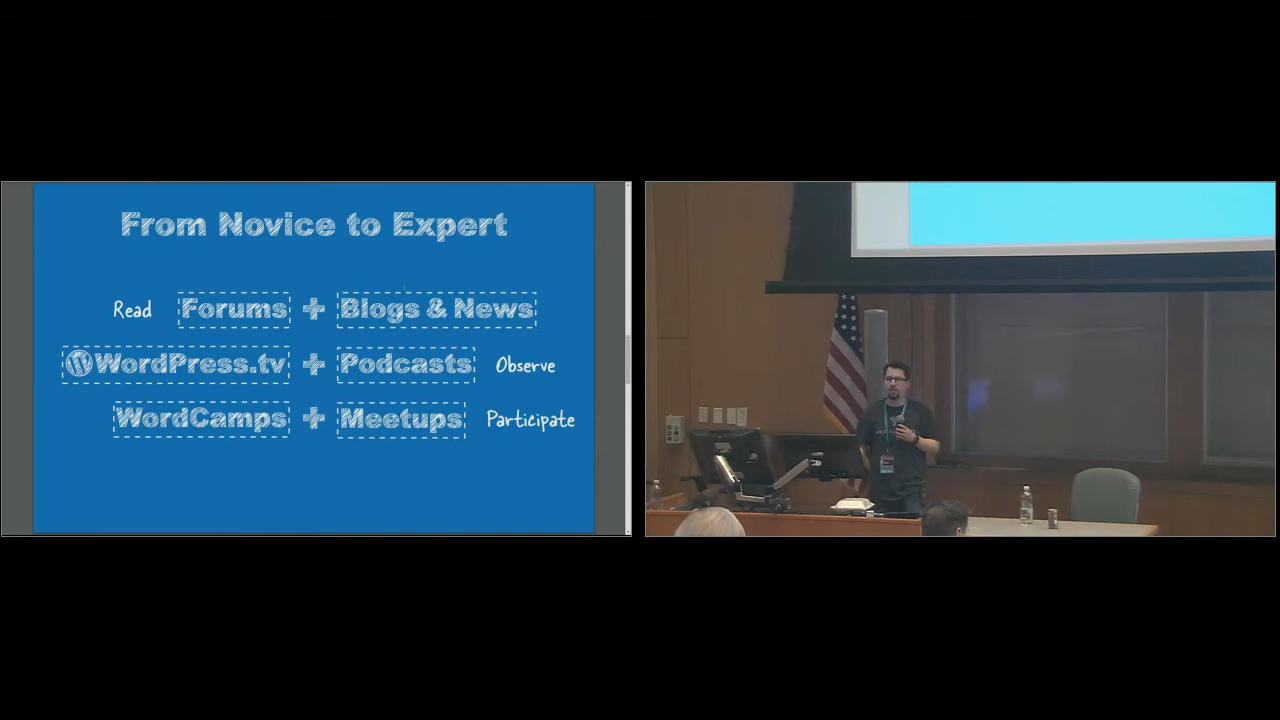 From Novice to Expert
Read Forums + Blogs & News
WordPress.tv + Podcasts Observe
WordCamps + Meetups Participate